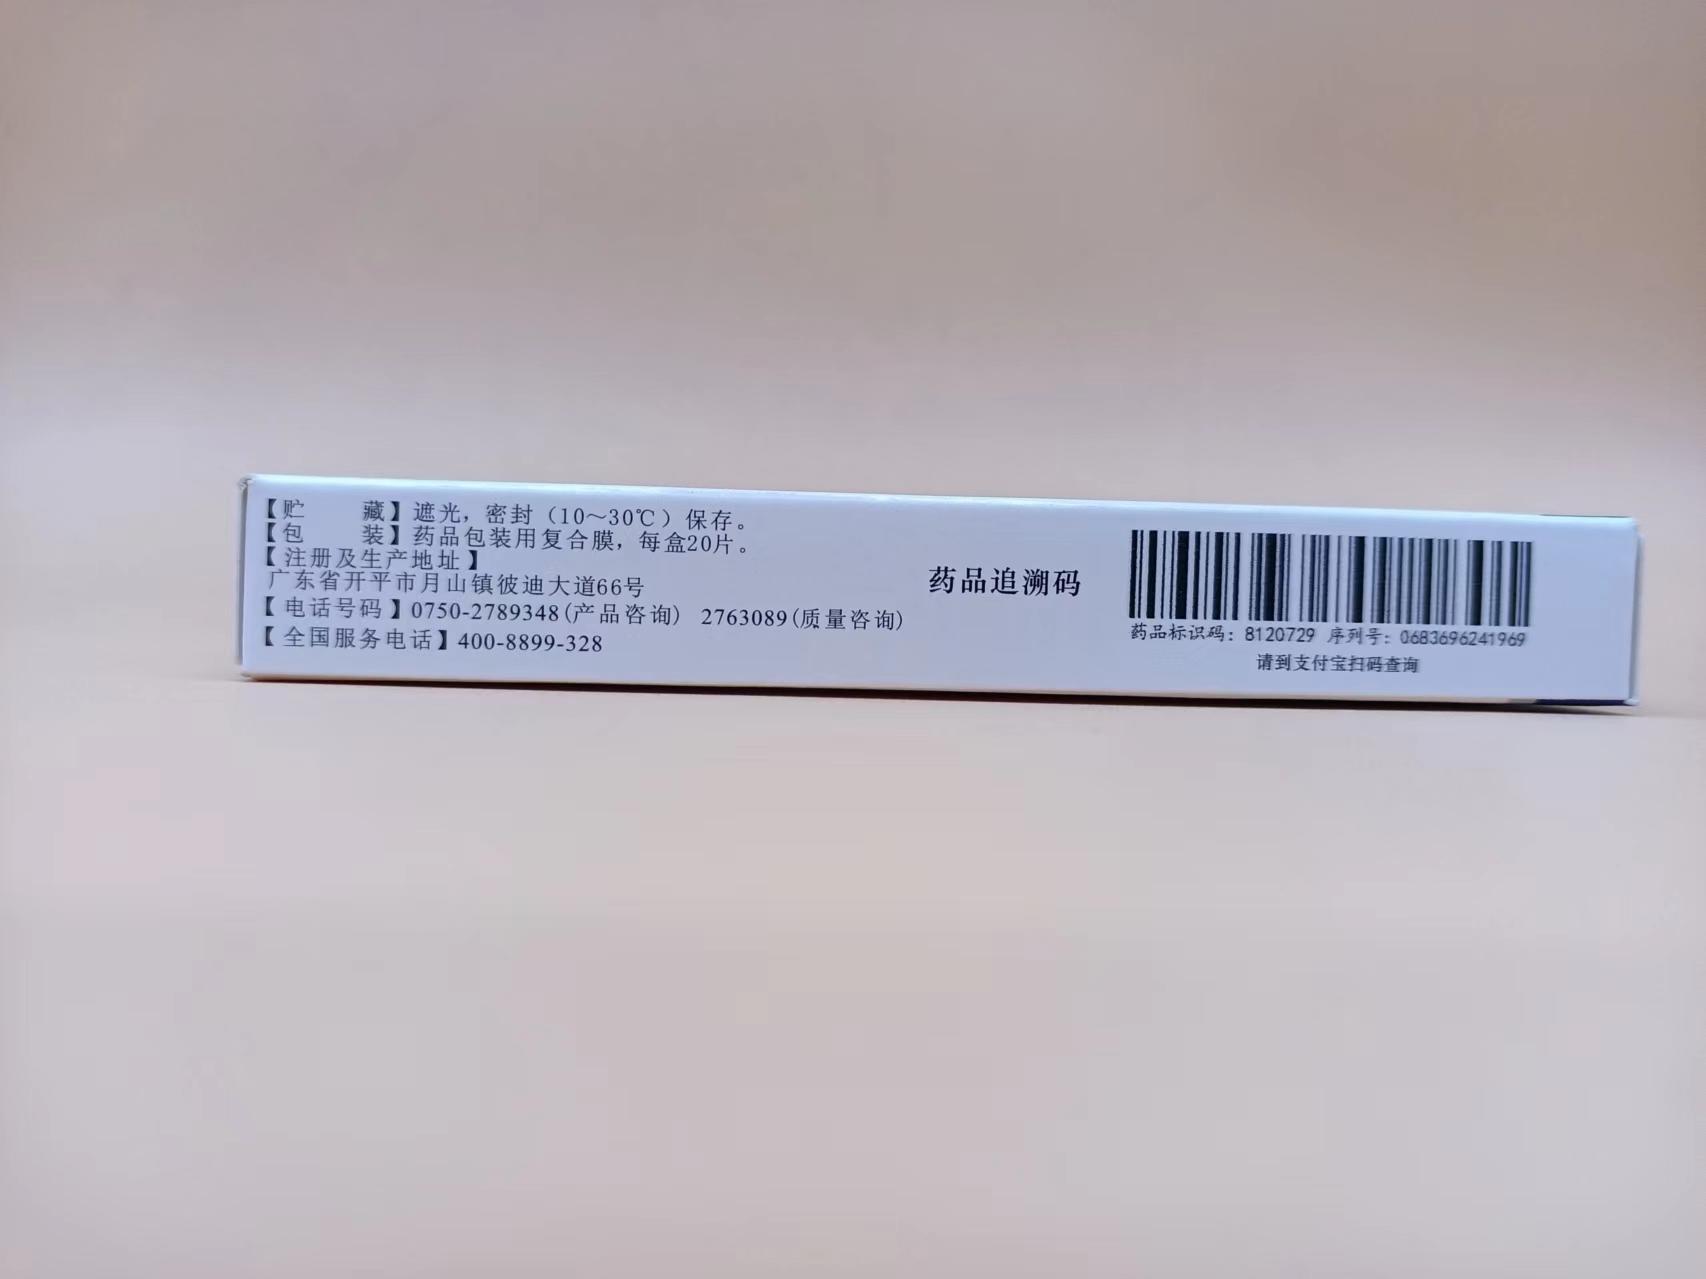 【贮 藏】遮光，密封（10～30℃）保存。
【包 装】药品包装用复合膜，每盒20片。
【注册及生产地址】
广东省开平市月山镇彼迪大道66号
【电话号码】0750-2789348(产品咨询) 2763089(质量咨询)
【全国服务电话】400-8899-328
药品追溯码
药品标识码：8120729 序列号：0683696241969
请到支付宝扫码查询